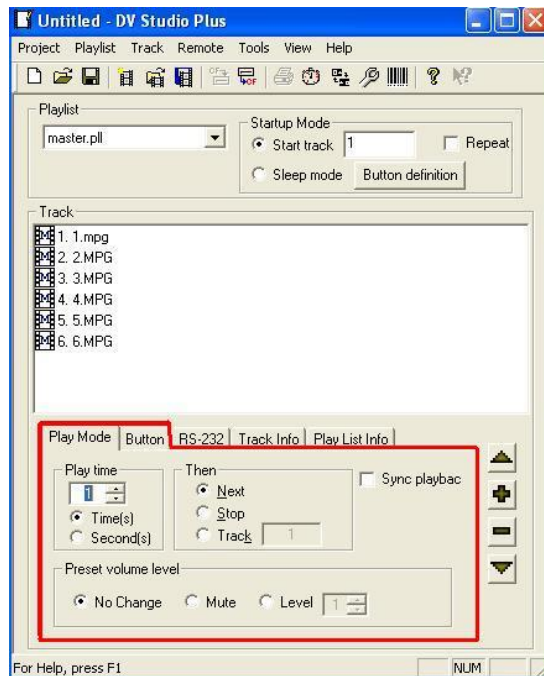 Untitled - DV Studio Plus
Project Playlist Track Remote Tools View Help
Playlist
master.pll
Startup Mode
Start track 1 Repeat
Sleep mode Button definition
Track
1. 1.mpg
2. 2.MPG
3. 3.MPG
4. 4.MPG
5. 5.MPG
6. 6.MPG
Play Mode Button RS-232 Track Info Play List Info
Play time
1
Time(s)
Second(s)
Then
Next
Stop
Track 1
Sync playbac
Preset volume level
No Change Mute Level 1
For Help, press F1 NUM